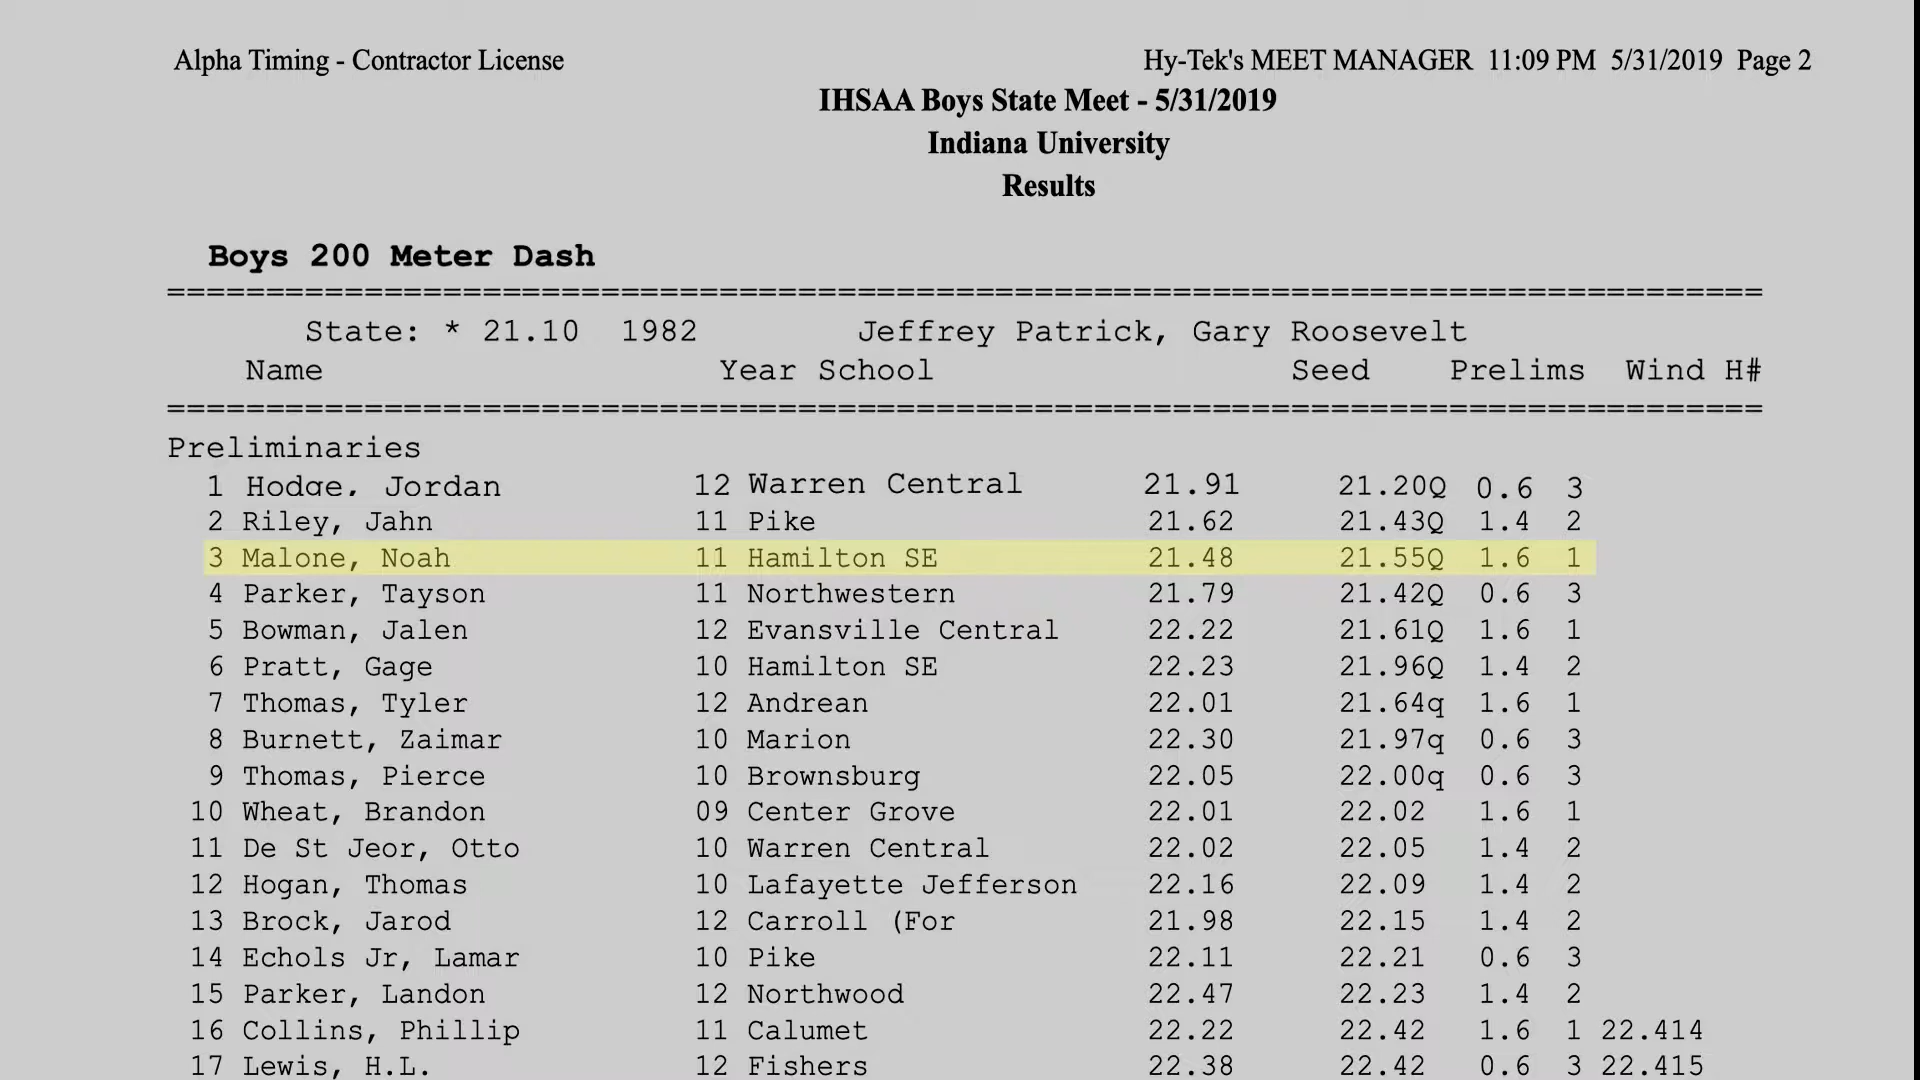 Alpha Timing - Contractor License Hy-Tek's MEET MANAGER 11:09 PM 5/31/2019 Page 2
IHSAA Boys State Meet - 5/31/2019
Indiana University
Results
Boys 200 Meter Dash
================================================================================
State: * 21.10 1982 Jeffrey Patrick, Gary Roosevelt
Name Year School Seed Prelims Wind H#
================================================================================
Preliminaries
1 Hodge, Jordan 12 Warren Central 21.91 21.20Q 0.6 3
2 Riley, Jahn 11 Pike 21.62 21.43Q 1.4 2
3 Malone, Noah 11 Hamilton SE 21.48 21.55Q 1.6 1
4 Parker, Tayson 11 Northwestern 21.79 21.42Q 0.6 3
5 Bowman, Jalen 12 Evansville Central 22.22 21.61Q 1.6 1
6 Pratt, Gage 10 Hamilton SE 22.23 21.96Q 1.4 2
7 Thomas, Tyler 12 Andrean 22.01 21.64q 1.6 1
8 Burnett, Zaimar 10 Marion 22.30 21.97q 0.6 3
9 Thomas, Pierce 10 Brownsburg 22.05 22.00q 0.6 3
10 Wheat, Brandon 09 Center Grove 22.01 22.02 1.6 1
11 De St Jeor, Otto 10 Warren Central 22.02 22.05 1.4 2
12 Hogan, Thomas 10 Lafayette Jefferson 22.16 22.09 1.4 2
13 Brock, Jarod 12 Carroll (For 21.98 22.15 1.4 2
14 Echols Jr, Lamar 10 Pike 22.11 22.21 0.6 3
15 Parker, Landon 12 Northwood 22.47 22.23 1.4 2
16 Collins, Phillip 11 Calumet 22.22 22.42 1.6 1 22.414
17 Lewis, H.L. 12 Fishers 22.38 22.42 0.6 3 22.415